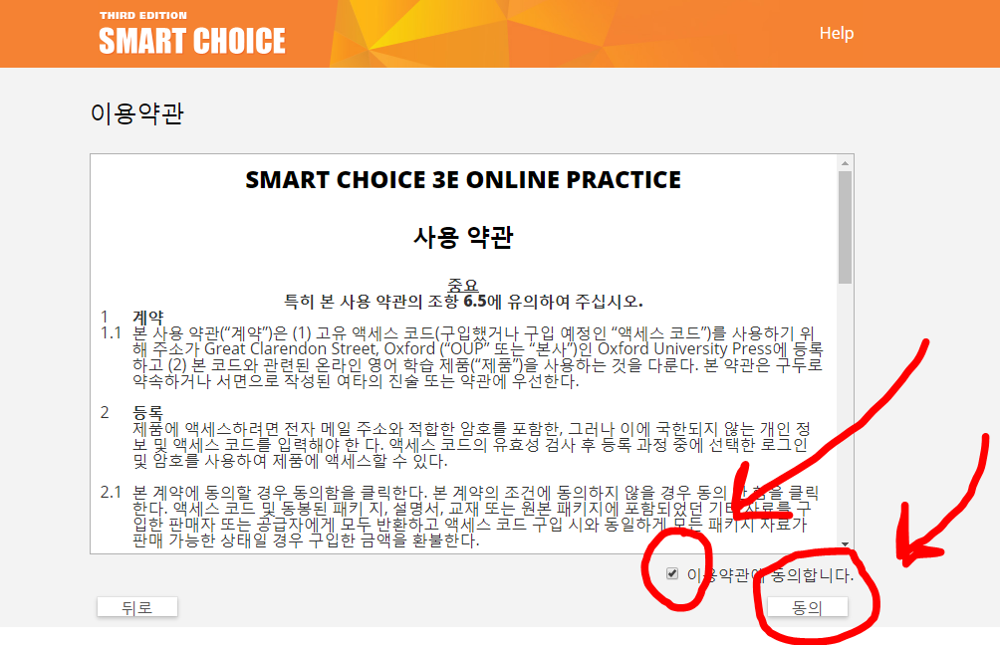 THIRD EDITION
SMART CHOICE
Help
이용약관
SMART CHOICE 3E ONLINE PRACTICE
사용 약관
중요
특히 본 사용 약관의 조항 6.5에 유의하여 주십시오.
1 계약
1.1 본 사용 약관(“계약”)은 (1) 고유 액세스 코드(구입했거나 구입 예정인 “액세스 코드”)를 사용하기 위
해 주소가 Great Clarendon Street, Oxford (“OUP” 또는 “본사”)인 Oxford University Press에 등록
하고 (2) 본 코드와 관련된 온라인 영어 학습 제품(“제품”)을 사용하는 것을 다룬다. 본 약관은 구두로
약속하거나 서면으로 작성된 여타의 진술 또는 약관에 우선한다.
2 등록
제품에 액세스하려면 전자 메일 주소와 적합한 암호를 포함한, 그러나 이에 국한되지 않는 개인 정
보 및 액세스 코드를 입력해야 한 다. 액세스 코드의 유효성 검사 후 등록 과정 중에 선택한 로그인
및 암호를 사용하여 제품에 액세스할 수 있다.
2.1 본 계약에 동의할 경우 동의함을 클릭한다. 본 계약의 조건에 동의하지 않을 경우 동의 함을 클릭
한다. 액세스 코드 및 동봉된 패키 지, 설명서, 교재 또는 원본 패키지에 포함되었던 기타 자료를 구
입한 판매자 또는 공급자에게 모두 반환하고 액세스 코드 구입 시와 동일하게 모든 패키지 자료가
판매 가능한 상태일 경우 구입한 금액을 환불한다.
이용약관에 동의합니다.
뒤로
동의